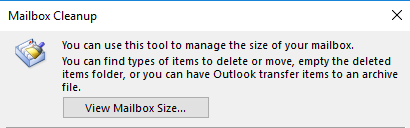 Mailbox Cleanup
You can use this tool to manage the size of your mailbox.
You can find types of items to delete or move, empty the deleted
items folder, or you can have Outlook transfer items to an archive
file.
View Mailbox Size...